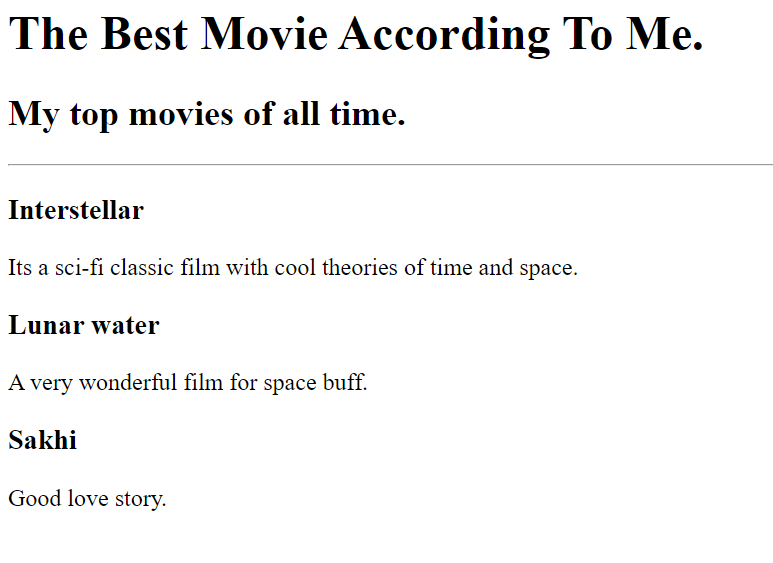 The Best Movie According To Me.
My top movies of all time.
Interstellar
Its a sci-fi classic film with cool theories of time and space.
Lunar water
A very wonderful film for space buff.
Sakhi
Good love story.